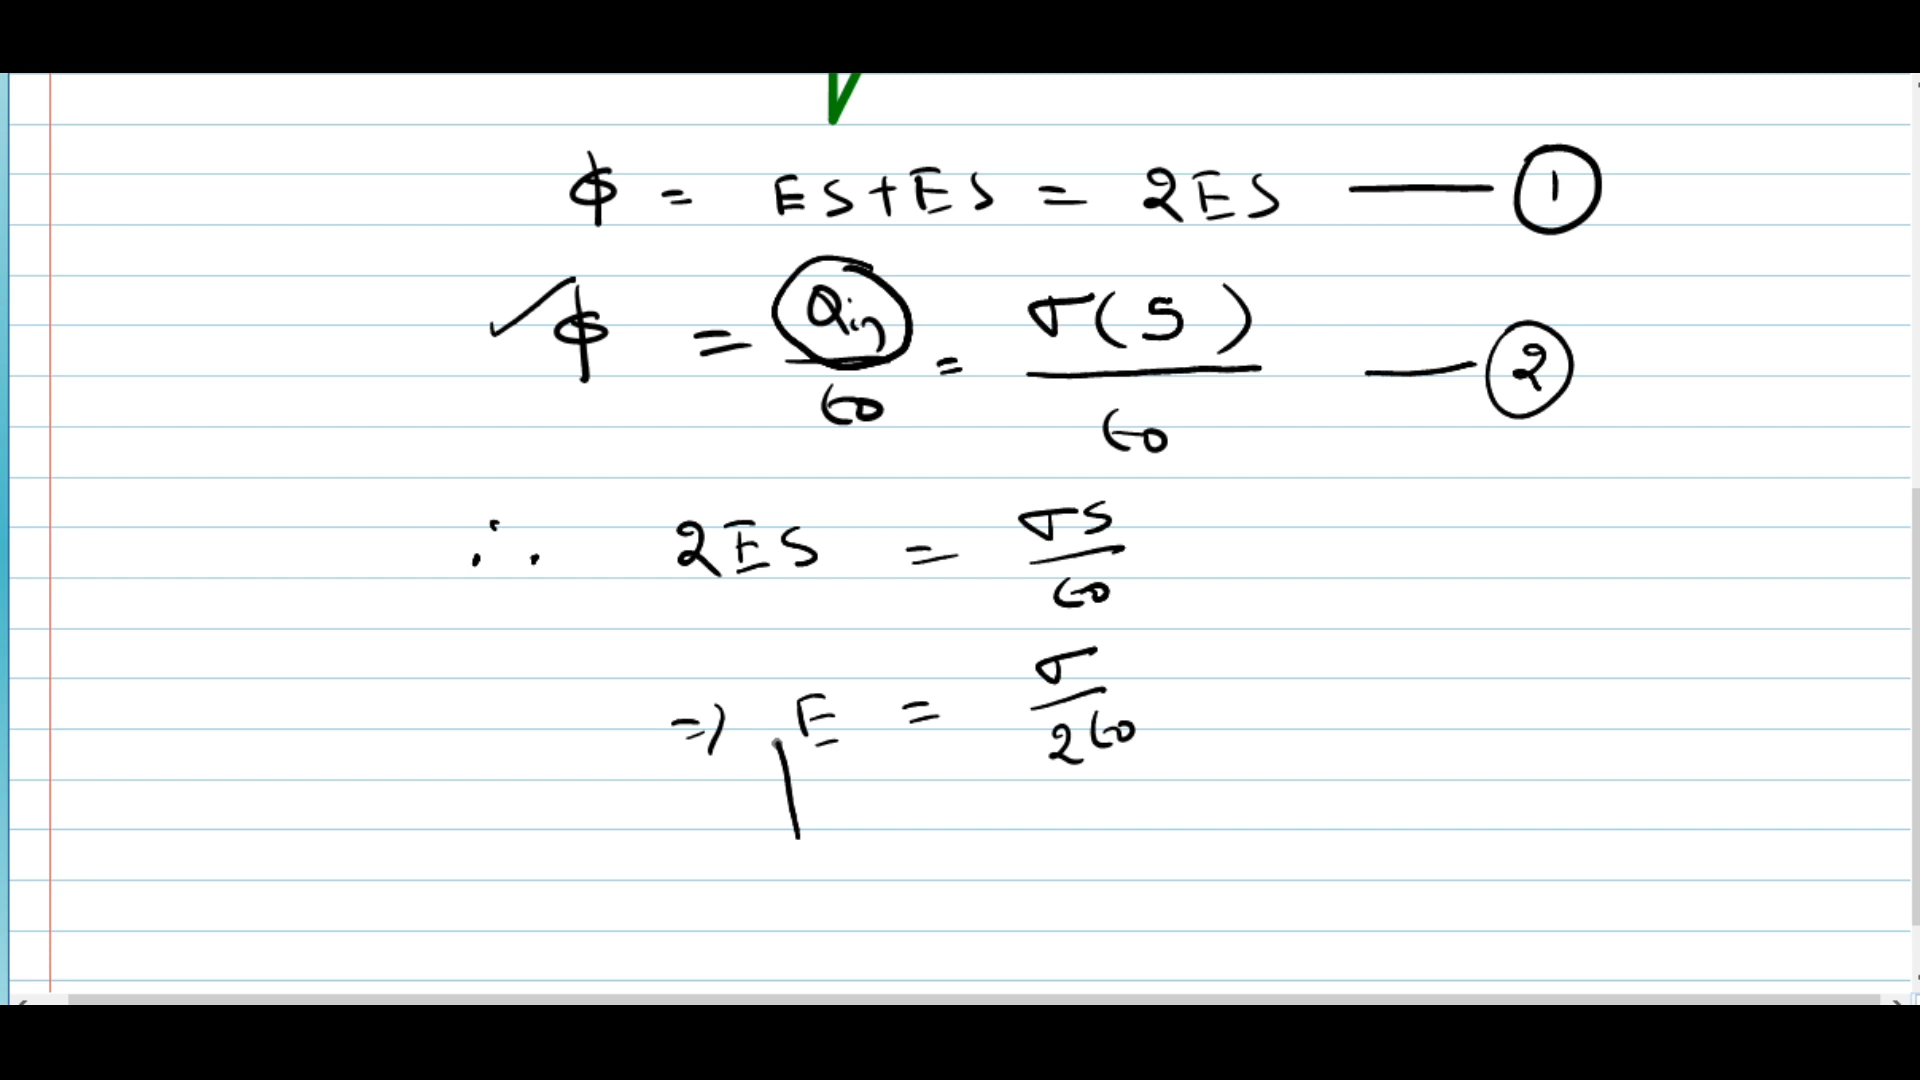 ϕ = ES+ES = 2ES —— ①
✓ϕ = Qin/ϵ0 = σ(S)/ϵ0 —— ②
∴ 2ES = σS/ϵ0
⇒ E = σ/2ϵ0